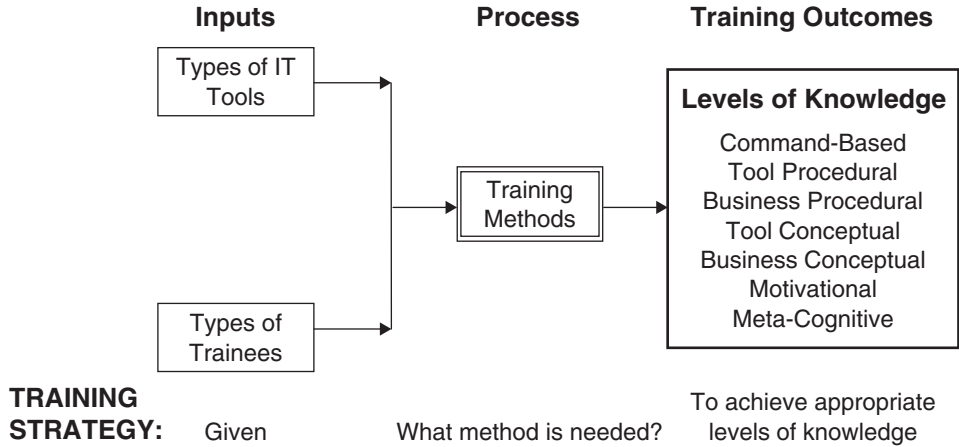 Inputs
Process
Training Outcomes
Types of IT
Tools
Types of
Trainees
Training
Methods
Levels of Knowledge
Command-Based
Tool Procedural
Business Procedural
Tool Conceptual
Business Conceptual
Motivational
Meta-Cognitive
TRAINING
STRATEGY:
Given
What method is needed?
To achieve appropriate
levels of knowledge